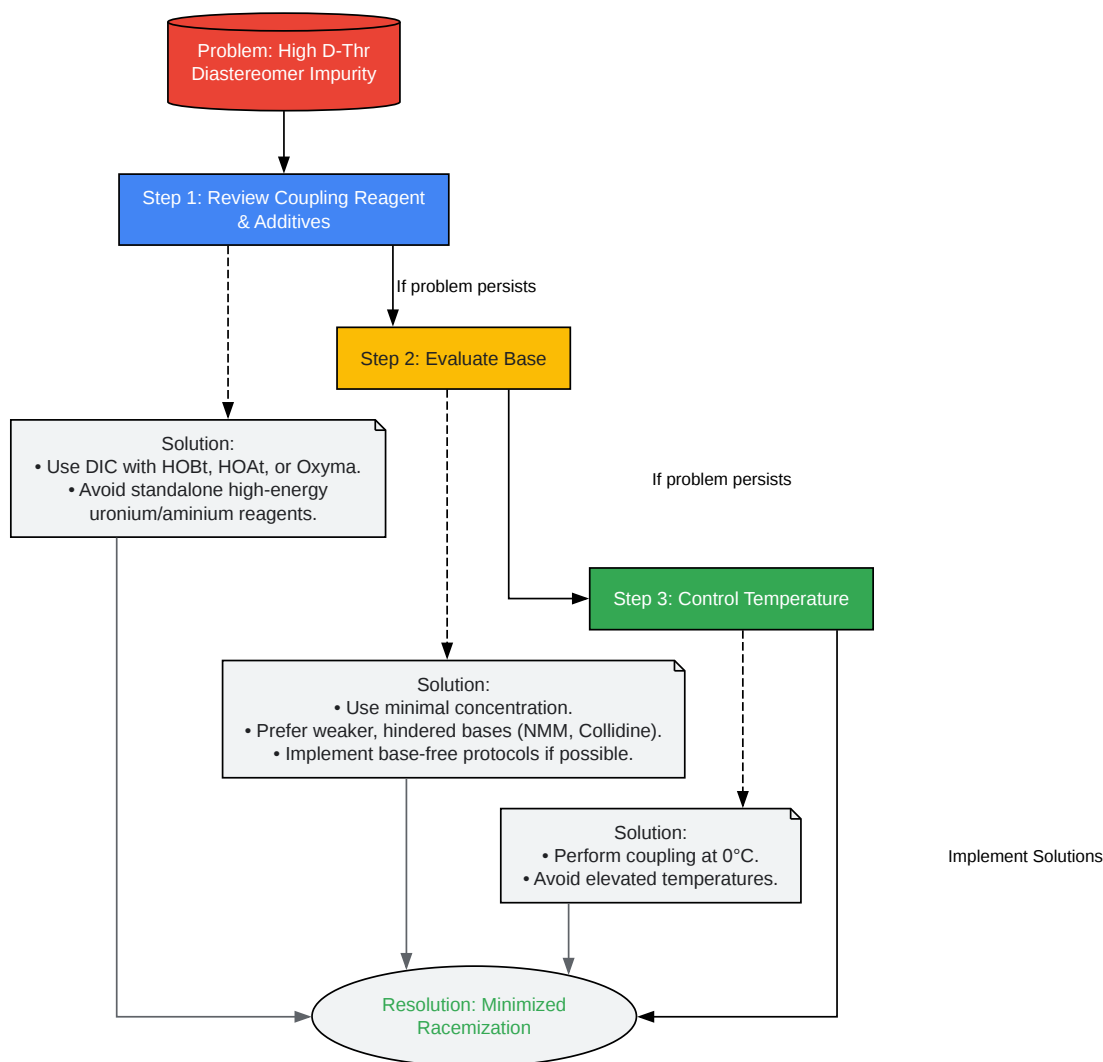 Problem: High D-Thr
Diastereomer Impurity
Step 1: Review Coupling Reagent
& Additives
If problem persists
Step 2: Evaluate Base
Solution:
• Use DIC with HOBt, HOAt, or Oxyma.
• Avoid standalone high-energy
uronium/aminium reagents.
If problem persists
Step 3: Control Temperature
Solution:
• Use minimal concentration.
• Prefer weaker, hindered bases (NMM, Collidine).
• Implement base-free protocols if possible.
Solution:
• Perform coupling at 0°C.
• Avoid elevated temperatures.
Implement Solutions
Resolution: Minimized
Racemization